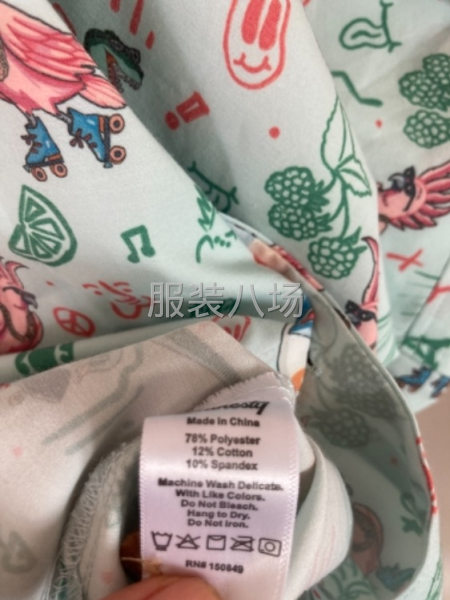 服装八场
Made in China
78% Polyester
12% Cotton
10% Spandex
Machine Wash Delicate.
With Like Colors.
Do Not Bleach.
Hang to Dry.
Do Not Iron.
RN# 150849